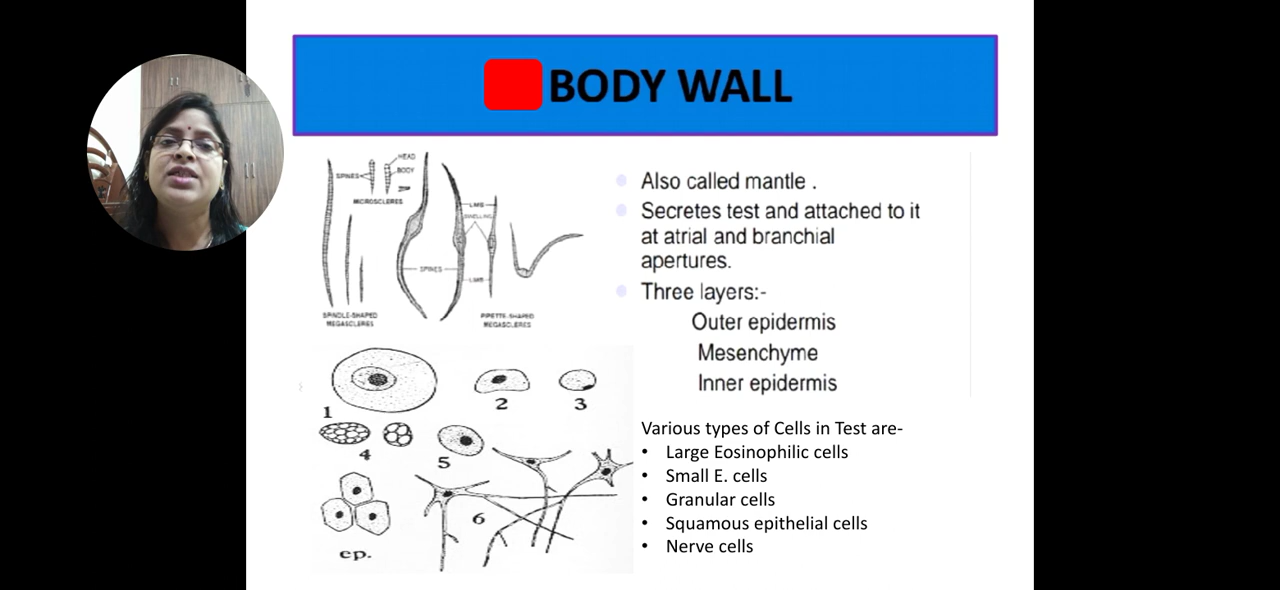 BODY WALL
HEAD
SPINES
BODY
MICROSCLERES
LIMB
SWELLING
SPINES
LIMB
SPINDLE-SHAPED
MEGASCLERES
PIPETTE-SHAPED
MEGASCLERES
Also called mantle .
Secretes test and attached to it
at atrial and branchial
apertures.
Three layers:-
Outer epidermis
Mesenchyme
Inner epidermis
1
2
3
4
5
6
ep.
Various types of Cells in Test are-
• Large Eosinophilic cells
• Small E. cells
• Granular cells
• Squamous epithelial cells
• Nerve cells